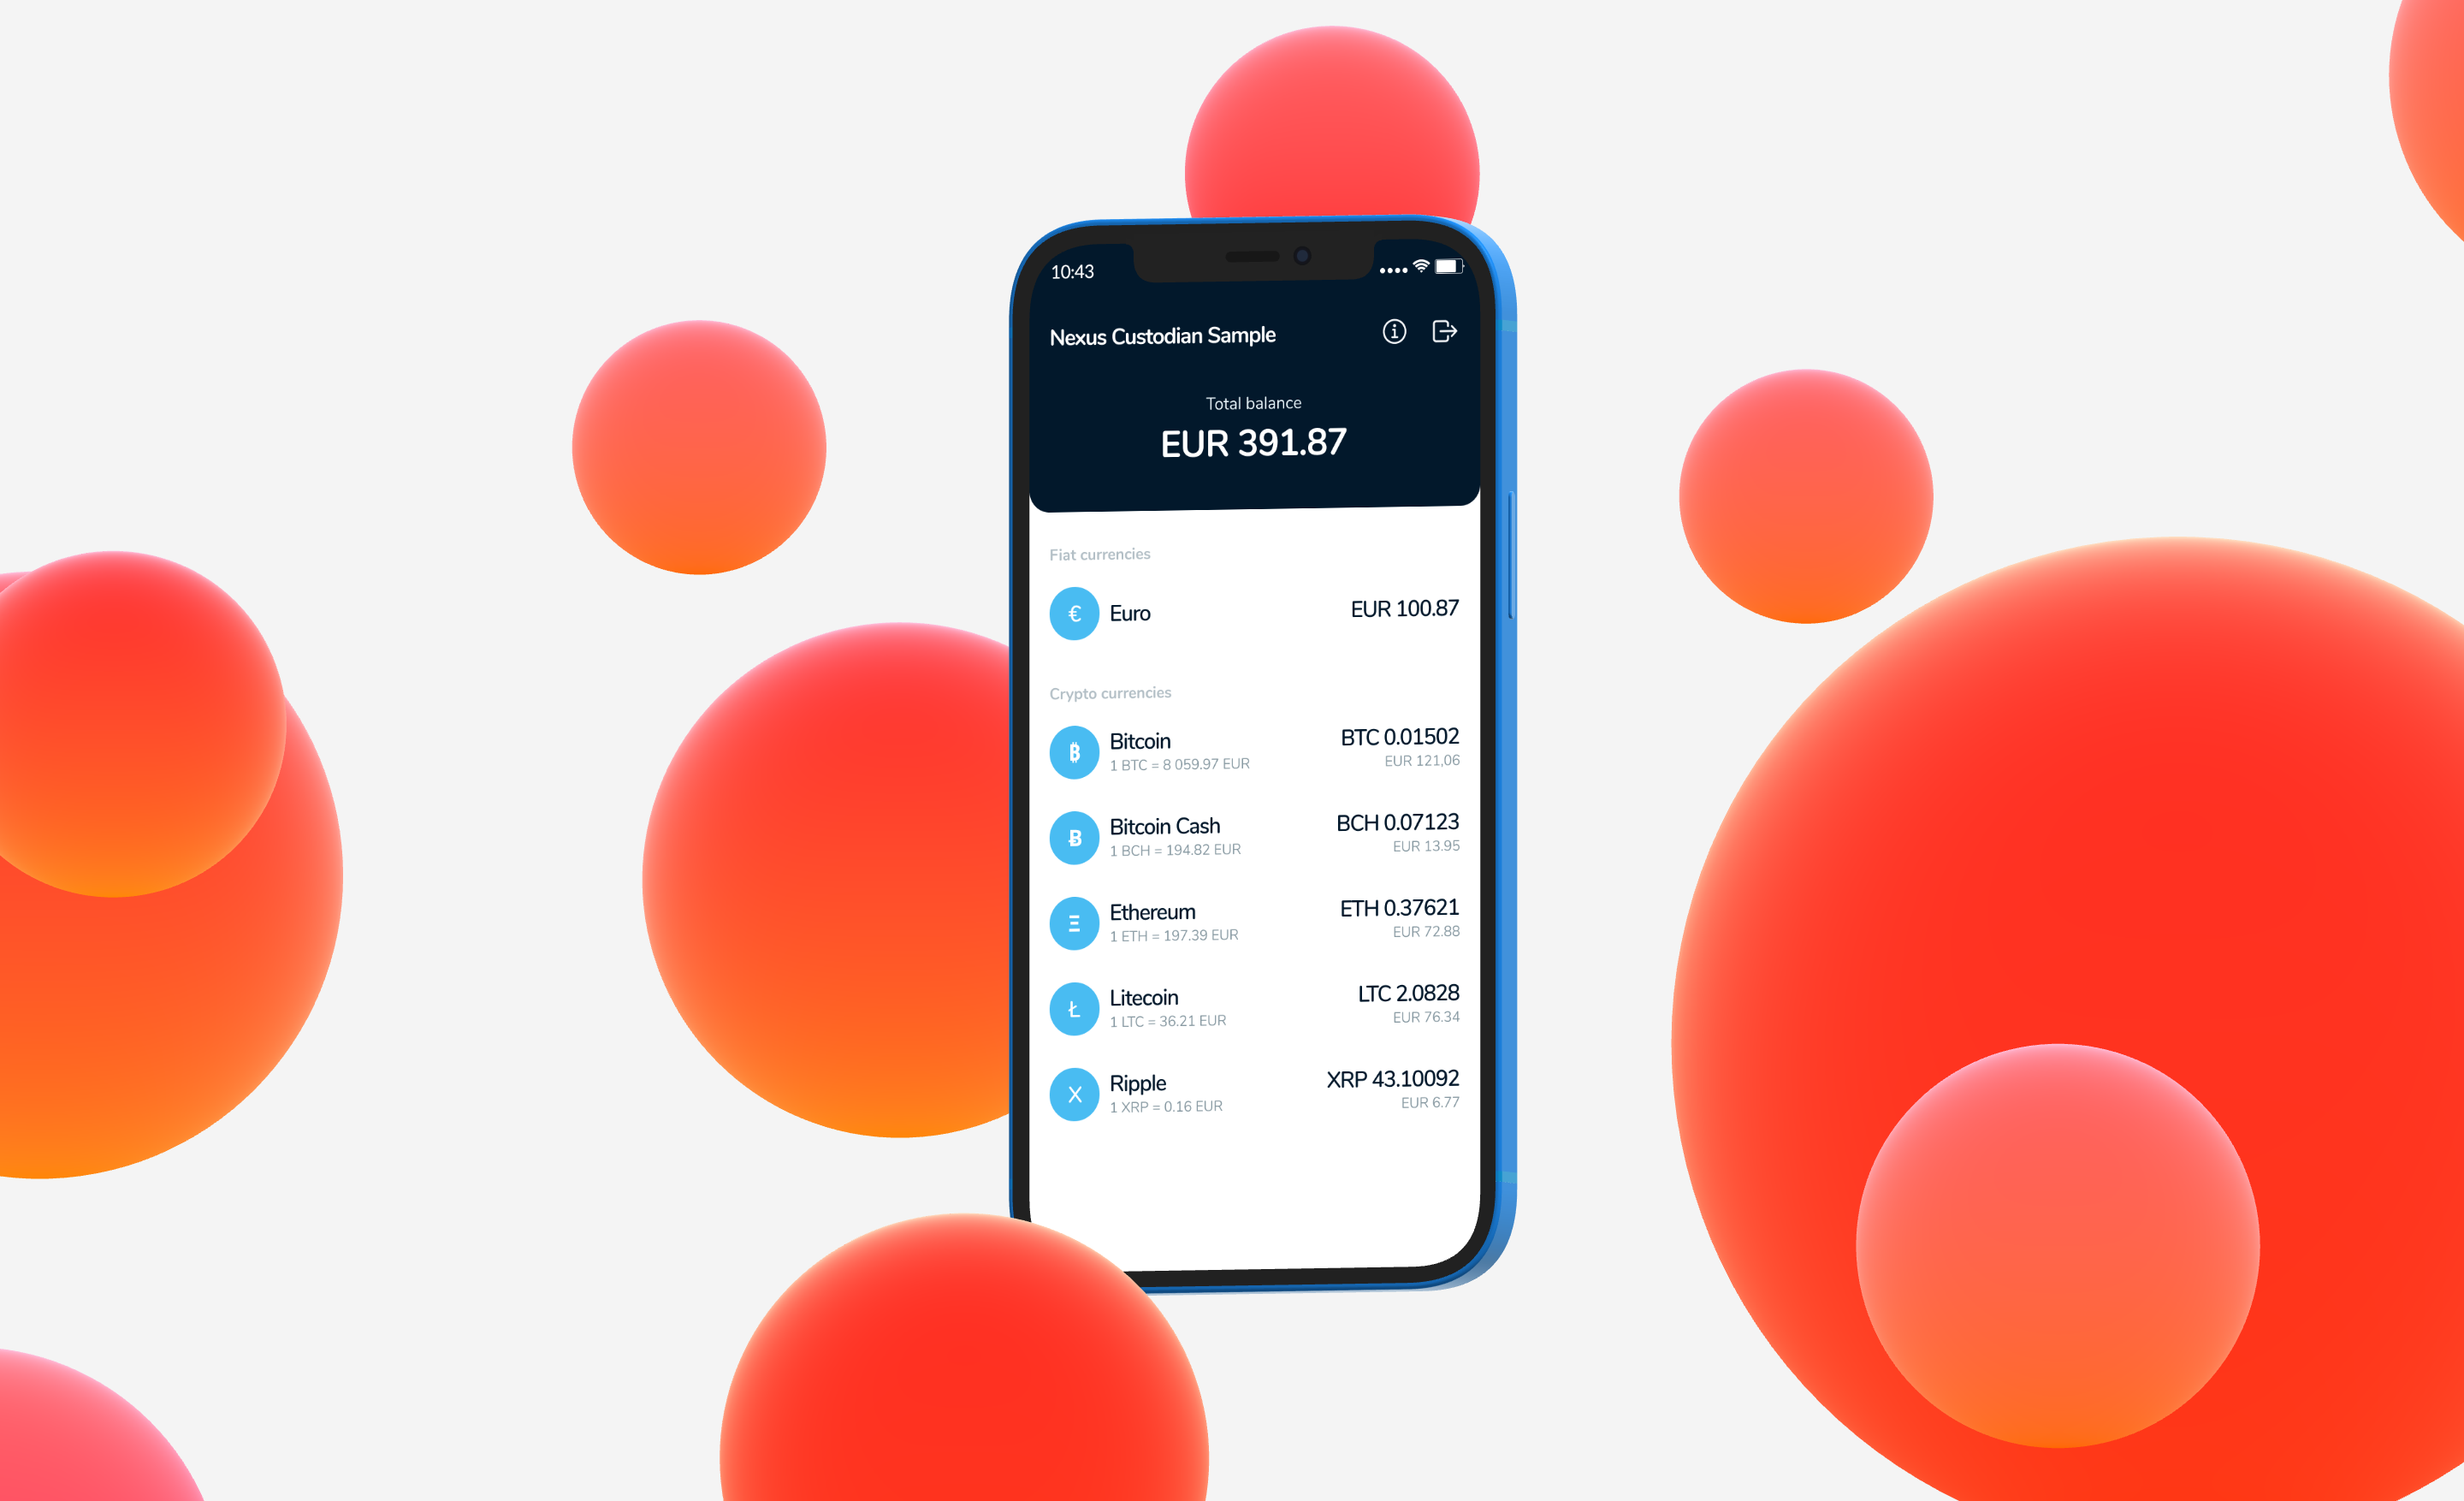 10:43
Nexus Custodian Sample
Total balance
EUR 391.87
Fiat currencies
€ Euro EUR 100.87
Crypto currencies
Bitcoin BTC 0.01502
1 BTC = 8 059.97 EUR EUR 121,06
Bitcoin Cash BCH 0.07123
1 BCH = 194.82 EUR EUR 13.95
Ethereum ETH 0.37621
1 ETH = 197.39 EUR EUR 72.88
Litecoin LTC 2.0828
1 LTC = 36.21 EUR EUR 76.34
Ripple XRP 43.10092
1 XRP = 0.16 EUR EUR 6.77